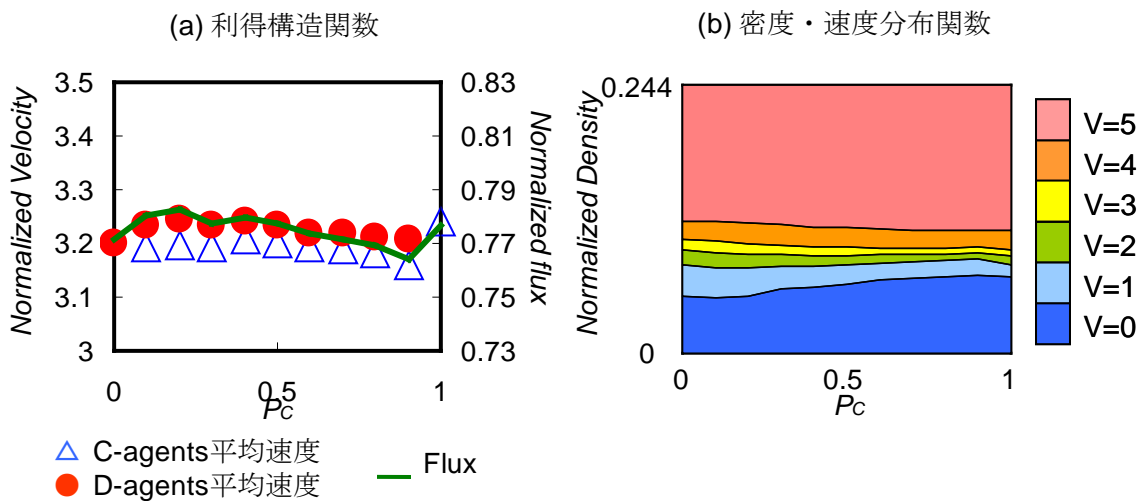 (a) 利得構造関数
3.5
3.4
3.3
3.2
3.1
3
Normalized Velocity
0.83
0.81
0.79
0.77
0.75
0.73
Normalized flux
0
0.5
1
PC
C-agents平均速度
D-agents平均速度
Flux
(b) 密度・速度分布関数
0.244
0
Normalized Density
0
0.5
1
PC
V=5
V=4
V=3
V=2
V=1
V=0